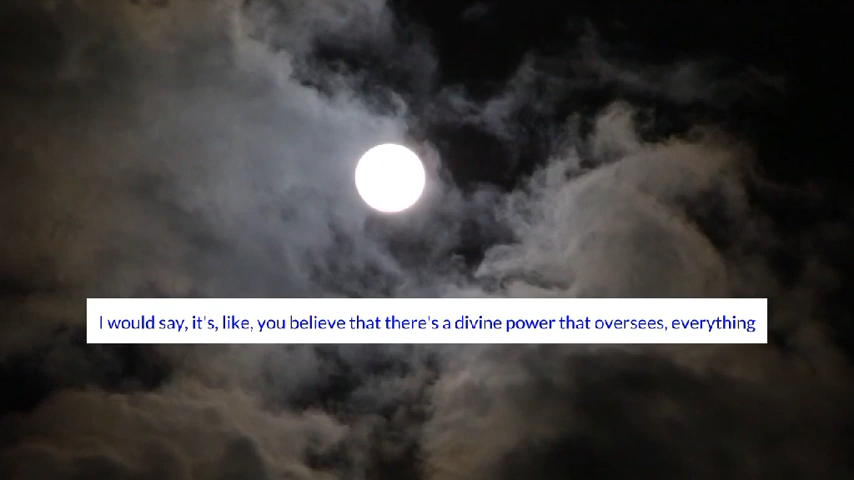 I would say, it's, like, you believe that there's a divine power that oversees, everything